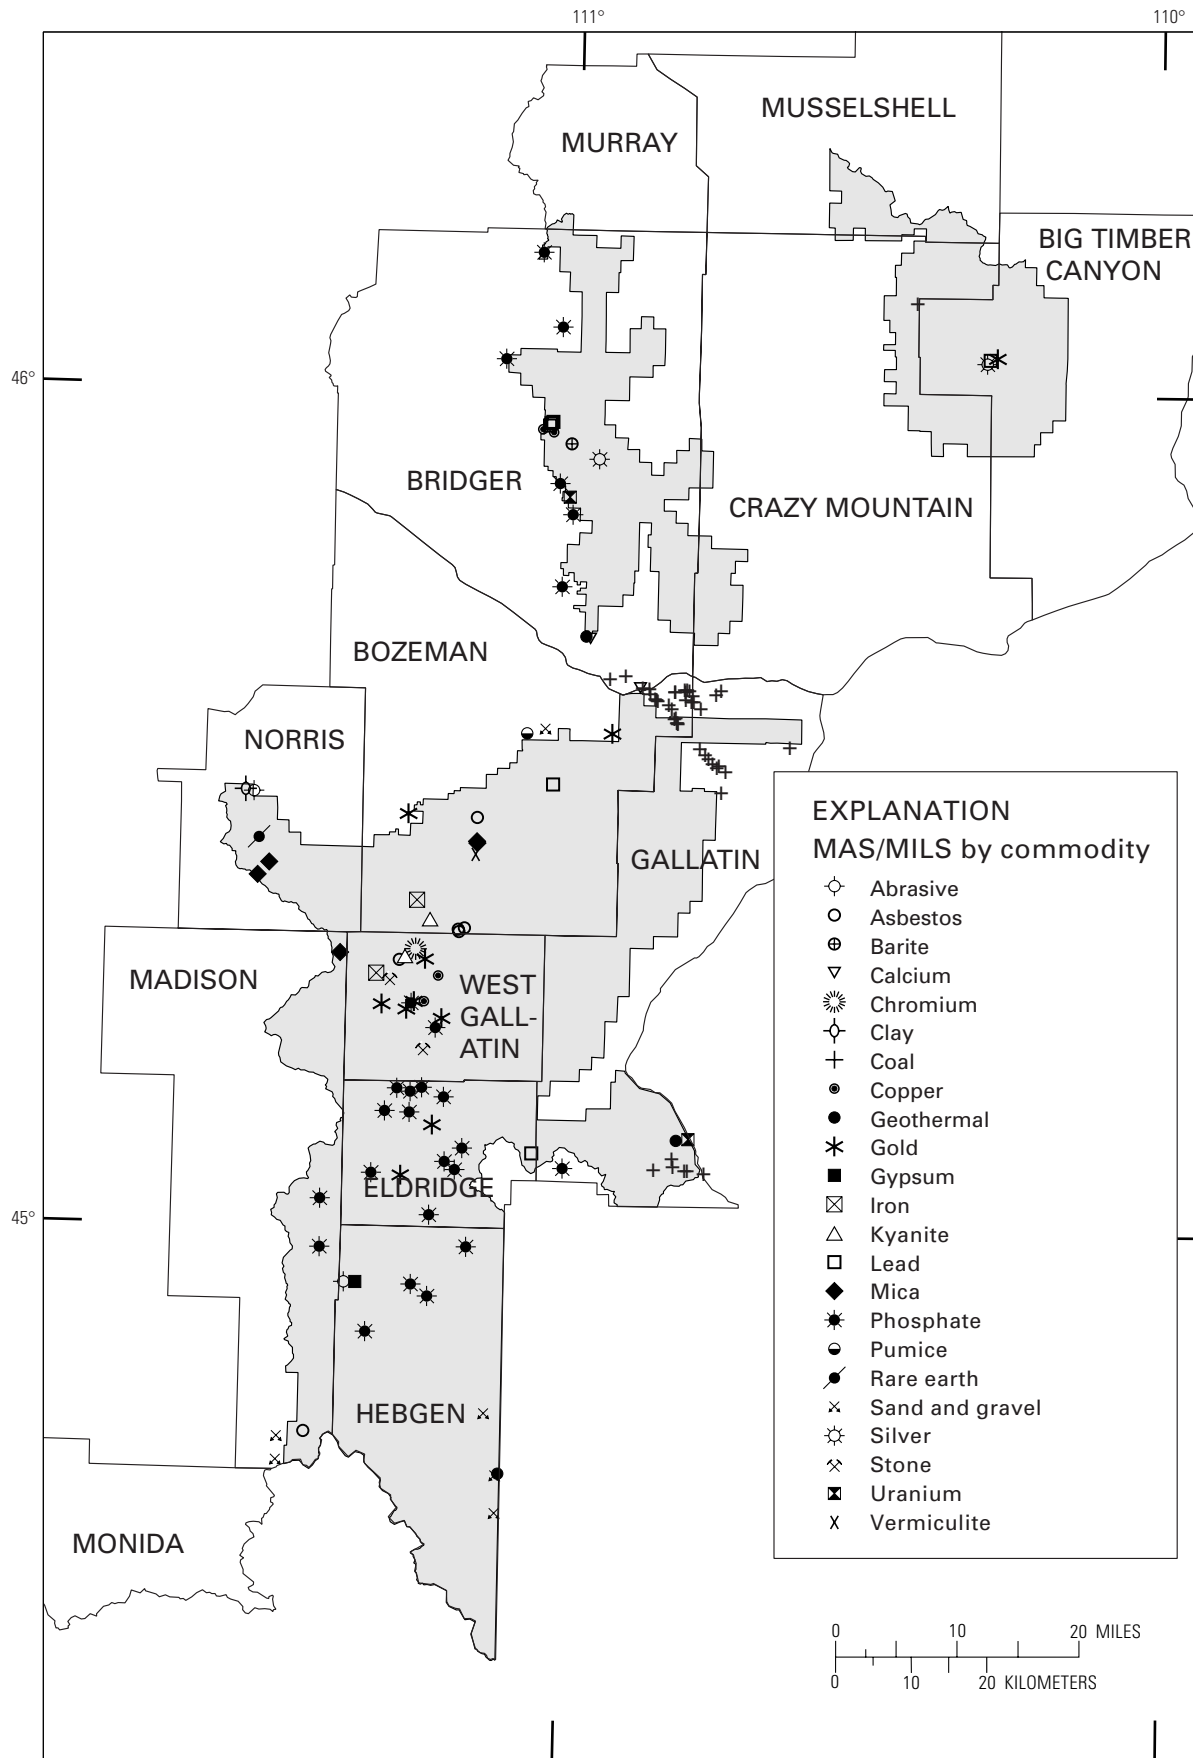 111°
110°
MUSSELSHELL
MURRAY
BIG TIMBER
CANYON
46°
BRIDGER
CRAZY MOUNTAIN
BOZEMAN
NORRIS
GALLATIN
MADISON
WEST
GALL-
ATIN
ELDRIDGE
45°
HEBGEN
MONIDA
EXPLANATION
MAS/MILS by commodity
Abrasive
Asbestos
Barite
Calcium
Chromium
Clay
Coal
Copper
Geothermal
Gold
Gypsum
Iron
Kyanite
Lead
Mica
Phosphate
Pumice
Rare earth
Sand and gravel
Silver
Stone
Uranium
Vermiculite
0 10 20 MILES
0 10 20 KILOMETERS